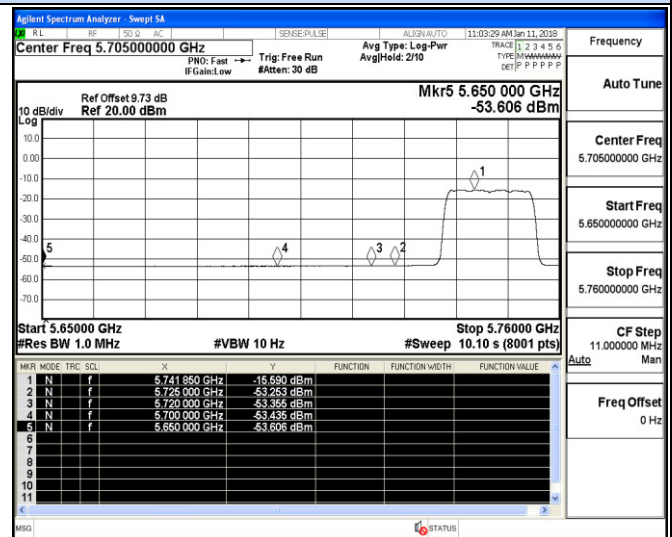 Agilent Spectrum Analyzer - Swept SA
RL RF 50 Ω AC SENSE:PULSE ALIGN AUTO 11:03:29 AM Jan 11, 2018
Center Freq 5.705000000 GHz Avg Type: Log-Pwr TRACE 1 2 3 4 5 6
PNO: Fast Trig: Free Run Avg|Hold: 2/10 TYPE M
IFGain:Low #Atten: 30 dB DET P P P P P P
Frequency
Auto Tune
Mkr5 5.650 000 GHz
Ref Offset 9.73 dB
10 dB/div Ref 20.00 dBm -53.606 dBm
Log
10.0
0.00
-10.0
-20.0
-30.0
-40.0
-50.0
-60.0
-70.0
1
5 4 3 2
Center Freq
5.705000000 GHz
Start Freq
5.650000000 GHz
Stop Freq
5.760000000 GHz
Start 5.65000 GHz Stop 5.76000 GHz
#Res BW 1.0 MHz #VBW 10 Hz #Sweep 10.10 s (8001 pts)
CF Step
11.000000 MHz
Auto Man
Freq Offset
0 Hz
MKR MODE TRC SCL X Y FUNCTION FUNCTION WIDTH FUNCTION VALUE
1 N f 5.741 850 GHz -15.590 dBm
2 N f 5.725 000 GHz -53.253 dBm
3 N f 5.720 000 GHz -53.355 dBm
4 N f 5.700 000 GHz -53.435 dBm
5 N f 5.650 000 GHz -53.606 dBm
6
7
8
9
10
11
MSG STATUS